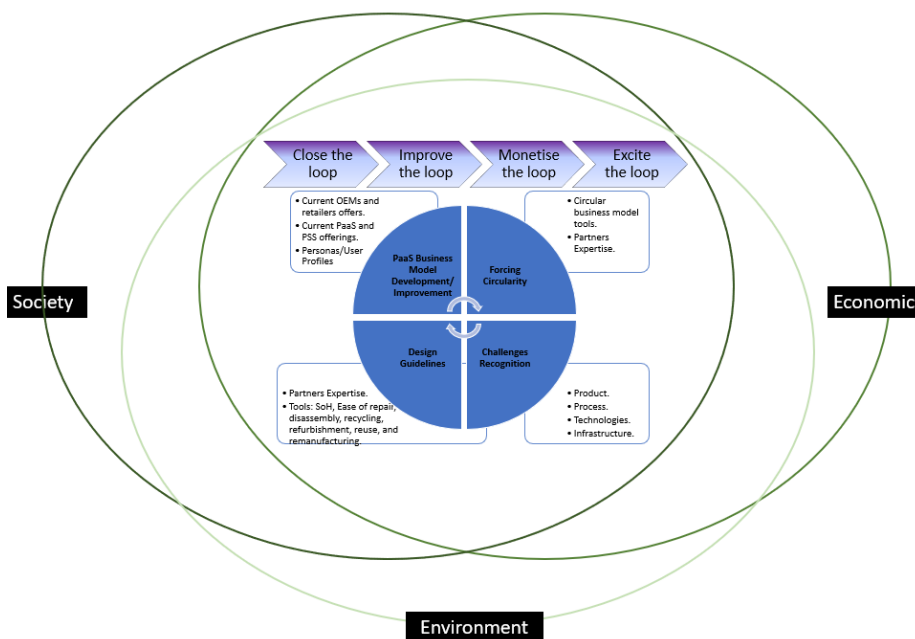 Close the
loop
Improve
the loop
Monetise
the loop
Excite
the loop
• Current OEMs and
retailers offers.
• Current PaaS and
PSS offerings.
• Personas/User
Profiles
• Circular
business model
tools.
• Partners
Expertise.
PaaS Business
Model
Development/
Improvement
Forcing
Circularity
Society
Economic
Design
Guidelines
Challenges
Recognition
• Partners Expertise.
• Tools: SoH, Ease of repair,
disassembly, recycling,
refurbishment, reuse, and
remanufacturing.
• Product.
• Process.
• Technologies.
• Infrastructure.
Environment